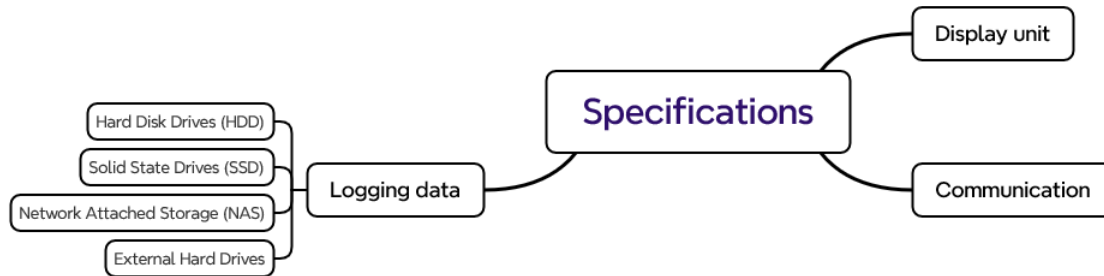 Specifications
Display unit
Communication
Logging data
Hard Disk Drives (HDD)
Solid State Drives (SSD)
Network Attached Storage (NAS)
External Hard Drives